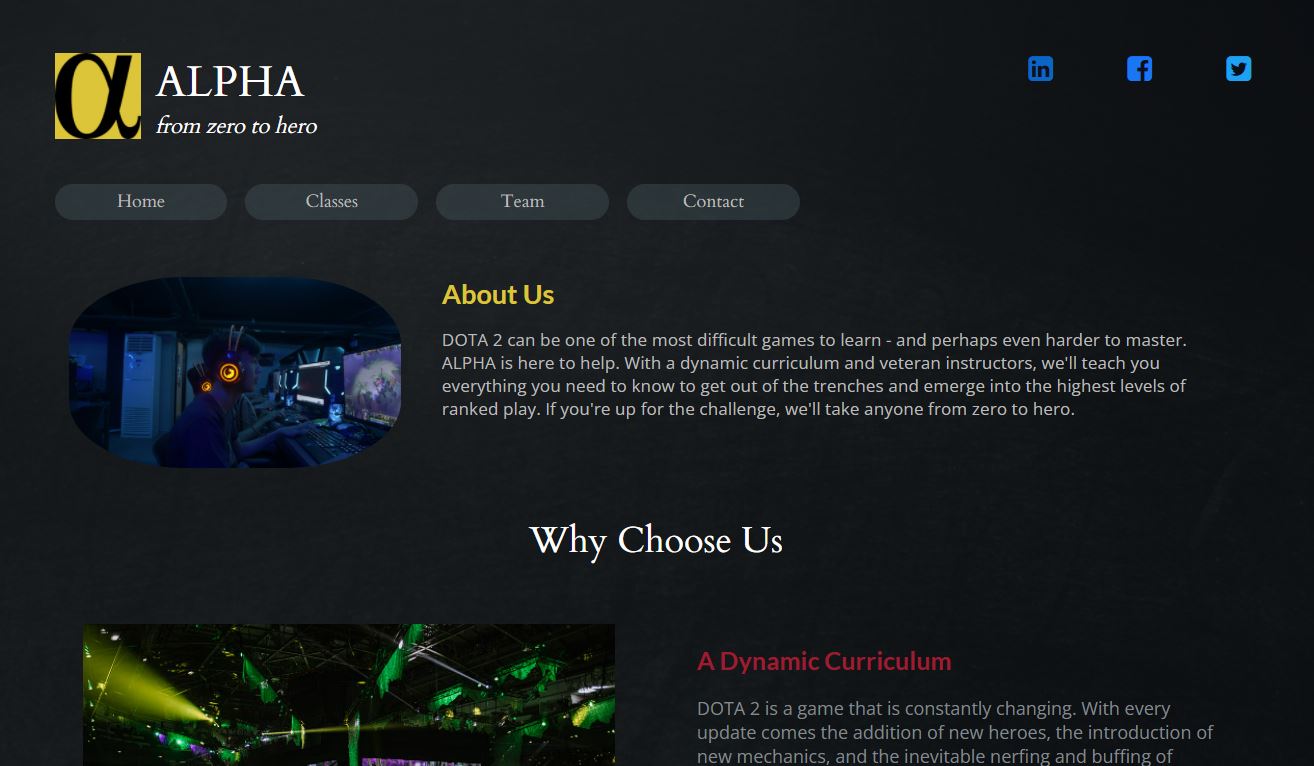 α ALPHA
from zero to hero
Home Classes Team Contact
About Us
DOTA 2 can be one of the most difficult games to learn - and perhaps even harder to master.
ALPHA is here to help. With a dynamic curriculum and veteran instructors, we'll teach you
everything you need to know to get out of the trenches and emerge into the highest levels of
ranked play. If you're up for the challenge, we'll take anyone from zero to hero.
Why Choose Us
A Dynamic Curriculum
DOTA 2 is a game that is constantly changing. With every
update comes the addition of new heroes, the introduction of
new mechanics, and the inevitable nerfing and buffing of